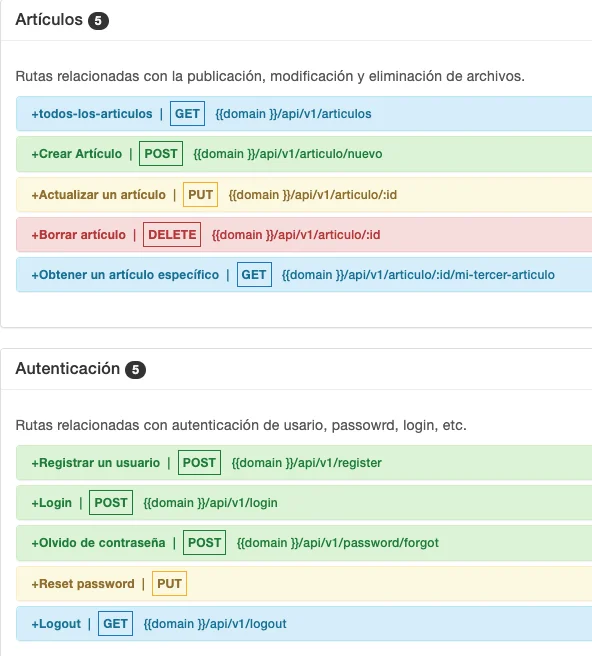 Artículos 5
Rutas relacionadas con la publicación, modificación y eliminación de archivos.
+todos-los-articulos | GET {{domain }}/api/v1/articulos
+Crear Artículo | POST {{domain }}/api/v1/articulo/nuevo
+Actualizar un artículo | PUT {{domain }}/api/v1/articulo/:id
+Borrar artículo | DELETE {{domain }}/api/v1/articulo/:id
+Obtener un artículo específico | GET {{domain }}/api/v1/articulo/:id/mi-tercer-articulo
Autenticación 5
Rutas relacionadas con autenticación de usario, passowrd, login, etc.
+Registrar un usuario | POST {{domain }}/api/v1/register
+Login | POST {{domain }}/api/v1/login
+Olvido de contraseña | POST {{domain }}/api/v1/password/forgot
+Reset password | PUT
+Logout | GET {{domain }}/api/v1/logout